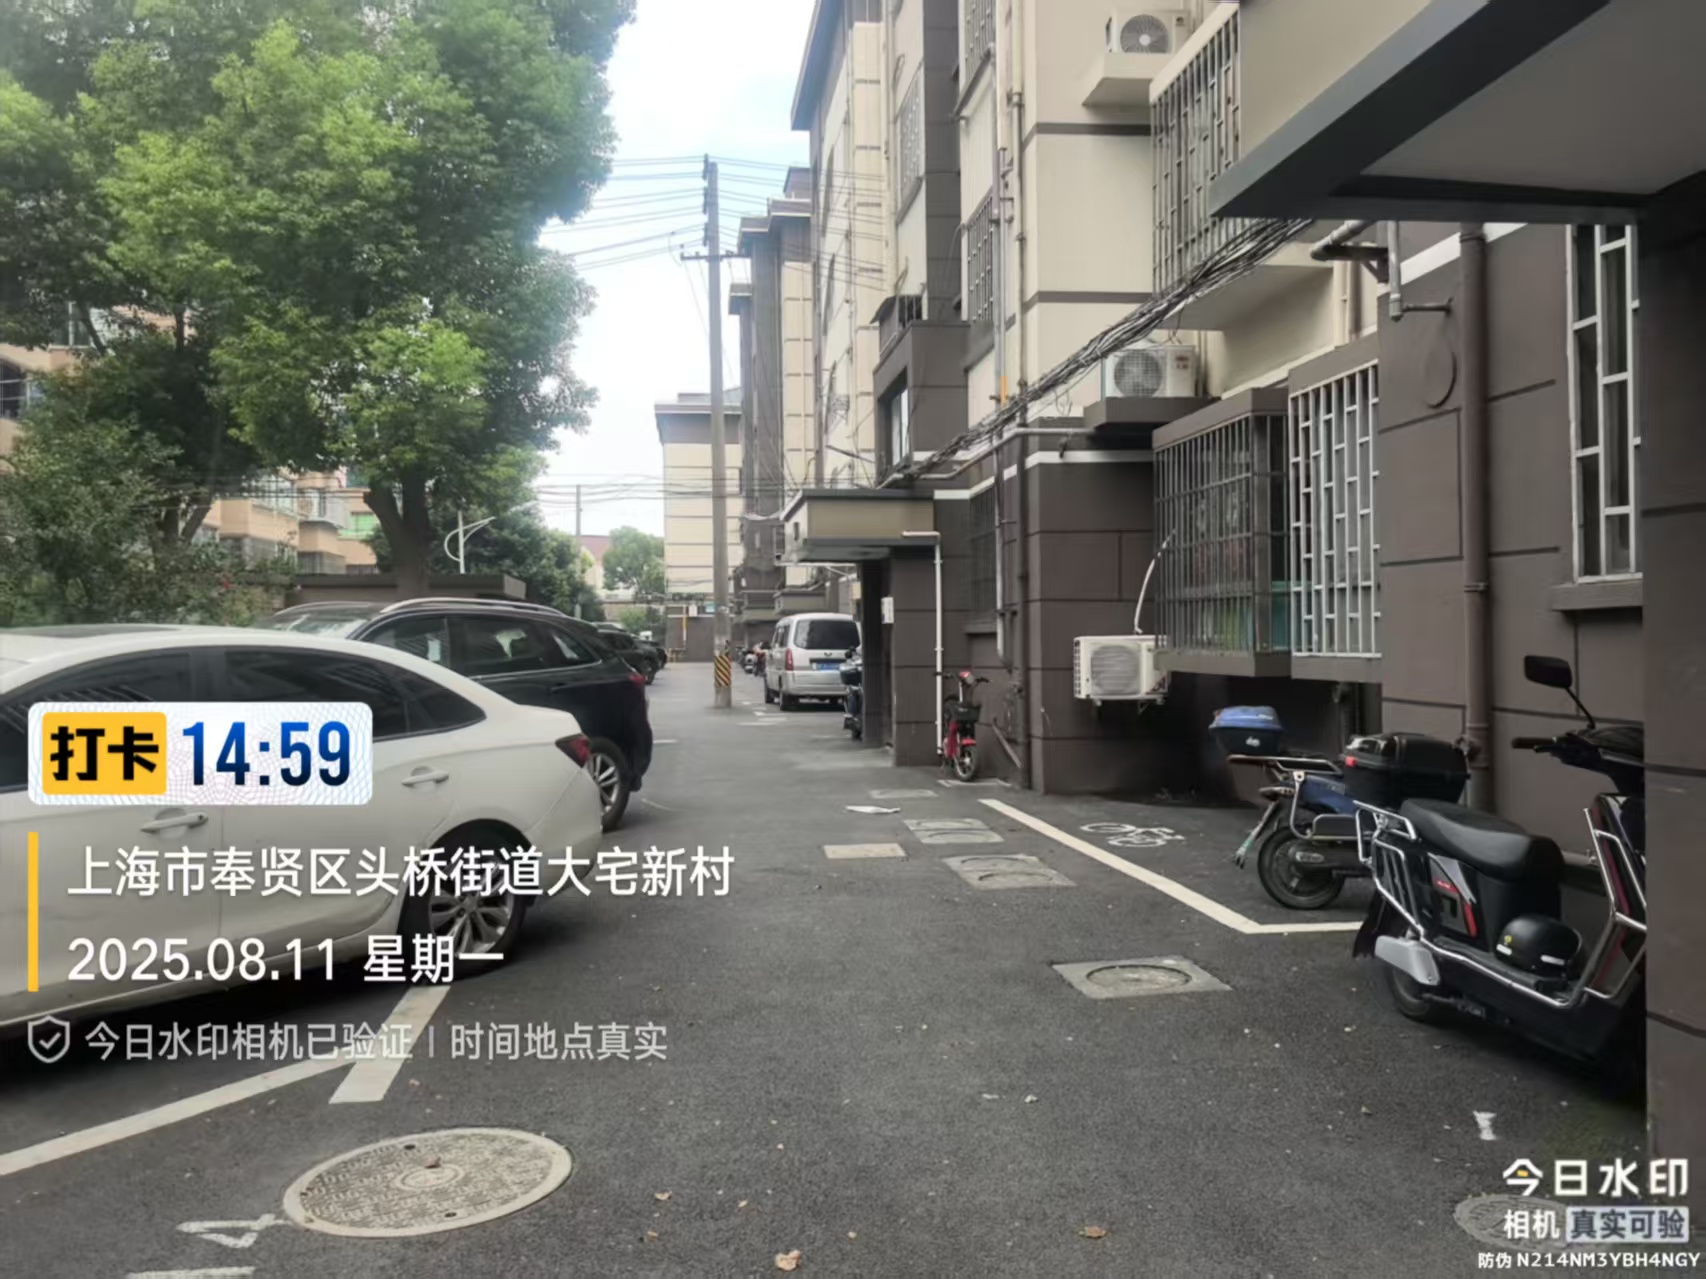 打卡 14:59
上海市奉贤区头桥街道大宅新村
2025.08.11 星期一
今日水印相机已验证 | 时间地点真实
4
今日水印
相机 真实可验
防伪 N214NM3YBH4NGY